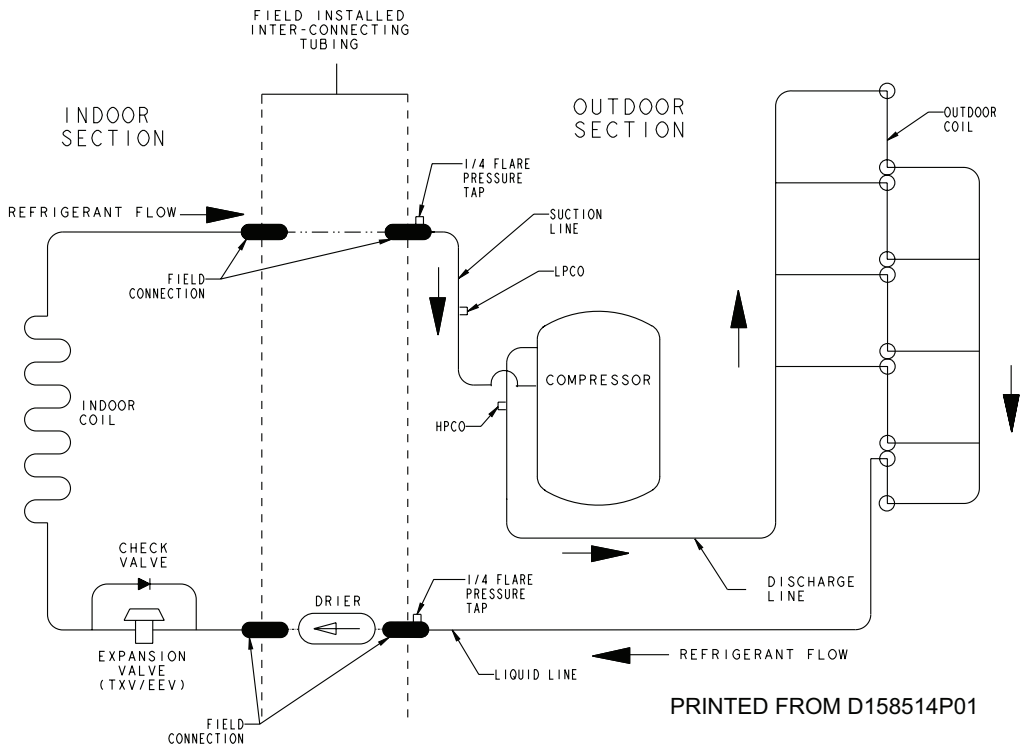 FIELD INSTALLED
INTER-CONNECTING
TUBING
INDOOR
SECTION
OUTDOOR
SECTION
OUTDOOR
COIL
1/4 FLARE
PRESSURE
TAP
REFRIGERANT FLOW
SUCTION
LINE
FIELD
CONNECTION
LPCO
COMPRESSOR
INDOOR
COIL
HPCO
CHECK
VALVE
DRIER
1/4 FLARE
PRESSURE
TAP
DISCHARGE
LINE
EXPANSION
VALVE
(TXV/EEV)
LIQUID LINE
REFRIGERANT FLOW
FIELD
CONNECTION
PRINTED FROM D158514P01